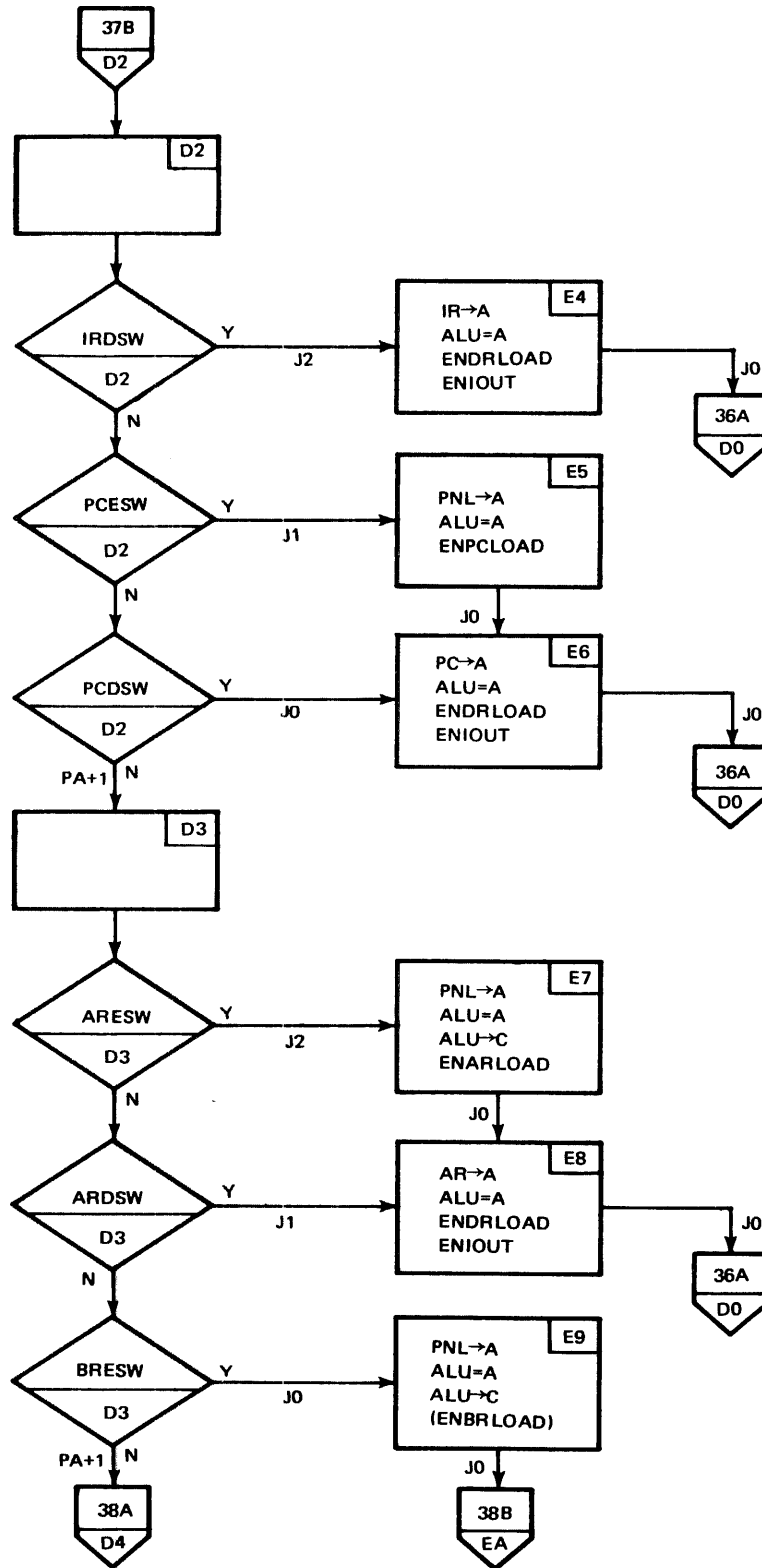 37B
D2
D2
IRDSW
D2
Y
J2
N
IR→A
ALU=A
ENDRLOAD
ENIOUT
E4
J0
36A
D0
PCESW
D2
Y
J1
N
PNL→A
ALU=A
ENPCLOAD
E5
J0
PCDSW
D2
Y
J0
PA+1
N
PC→A
ALU=A
ENDRLOAD
ENIOUT
E6
J0
36A
D0
D3
ARESW
D3
Y
J2
N
PNL→A
ALU=A
ALU→C
ENARLOAD
E7
J0
ARDSW
D3
Y
J1
N
AR→A
ALU=A
ENDRLOAD
ENIOUT
E8
J0
36A
D0
BRESW
D3
Y
J0
PA+1
N
PNL→A
ALU=A
ALU→C
(ENBRLOAD)
E9
J0
38A
D4
38B
EA